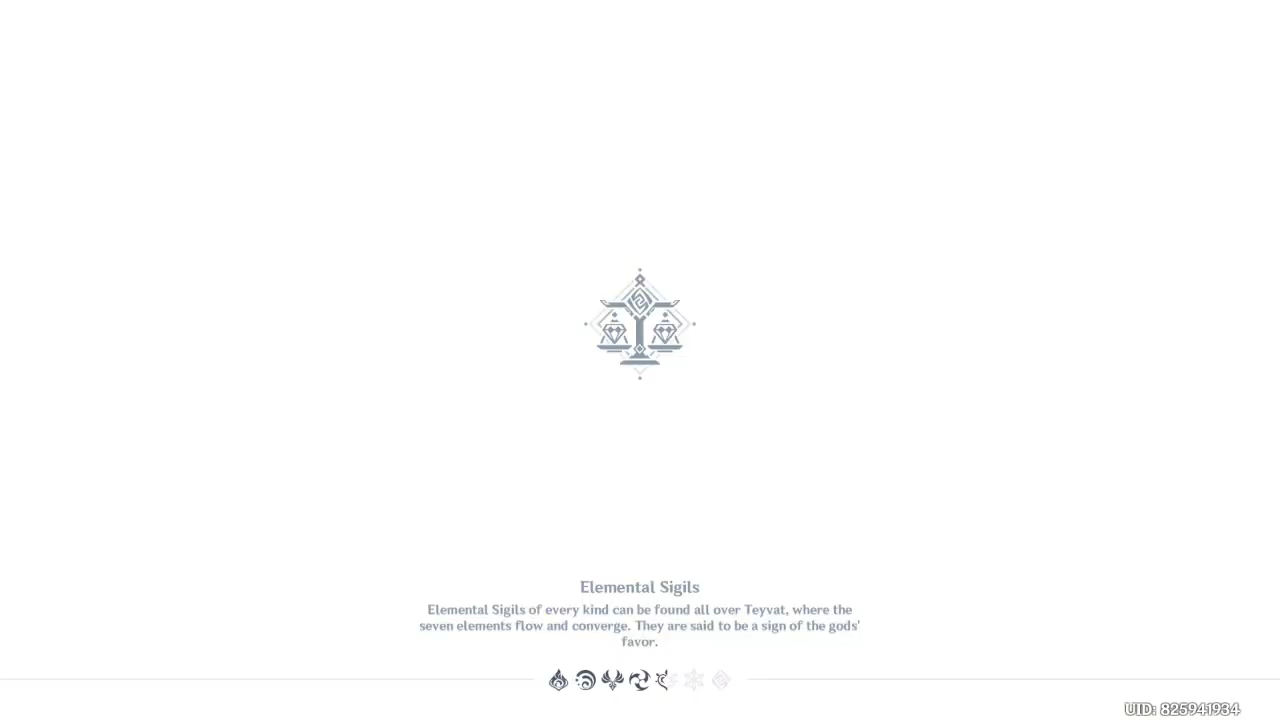 Elemental Sigils
Elemental Sigils of every kind can be found all over Teyvat, where the
seven elements flow and converge. They are said to be a sign of the gods'
favor.
UID: 825941934